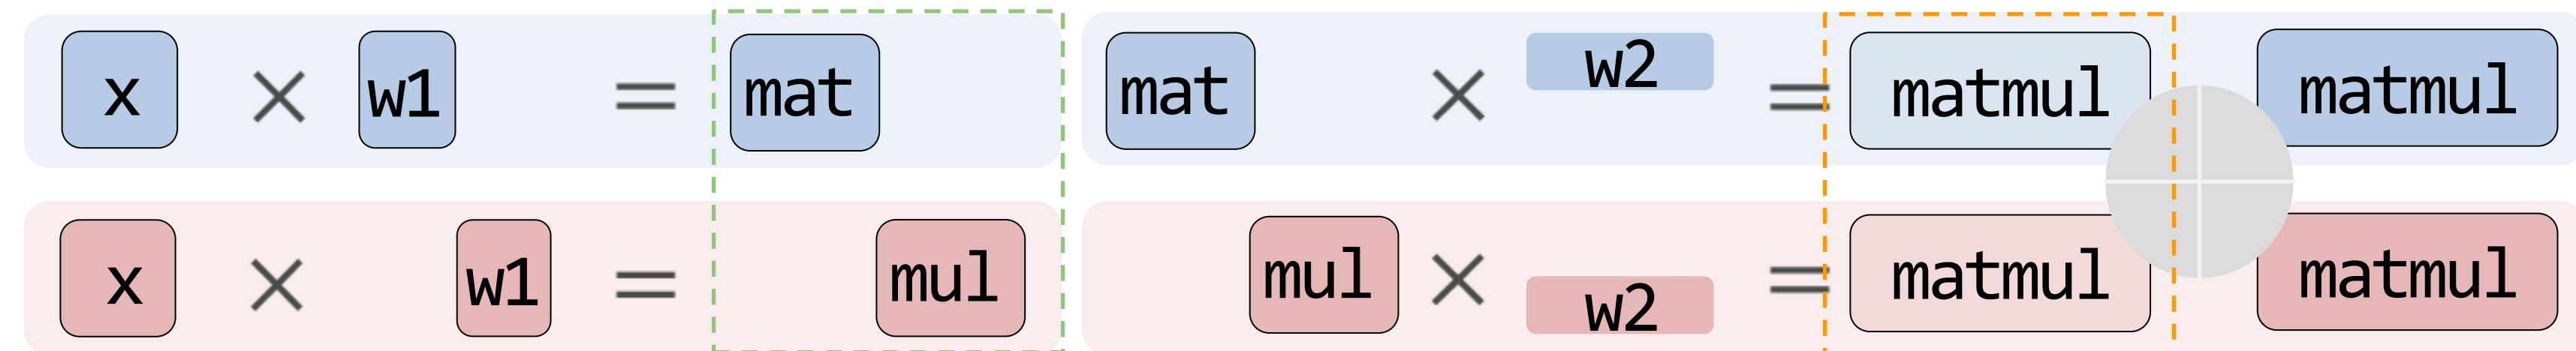 x × w1 = mat mat × w2 = matmul matmul
x × w1 = mul mul × w2 = matmul matmul